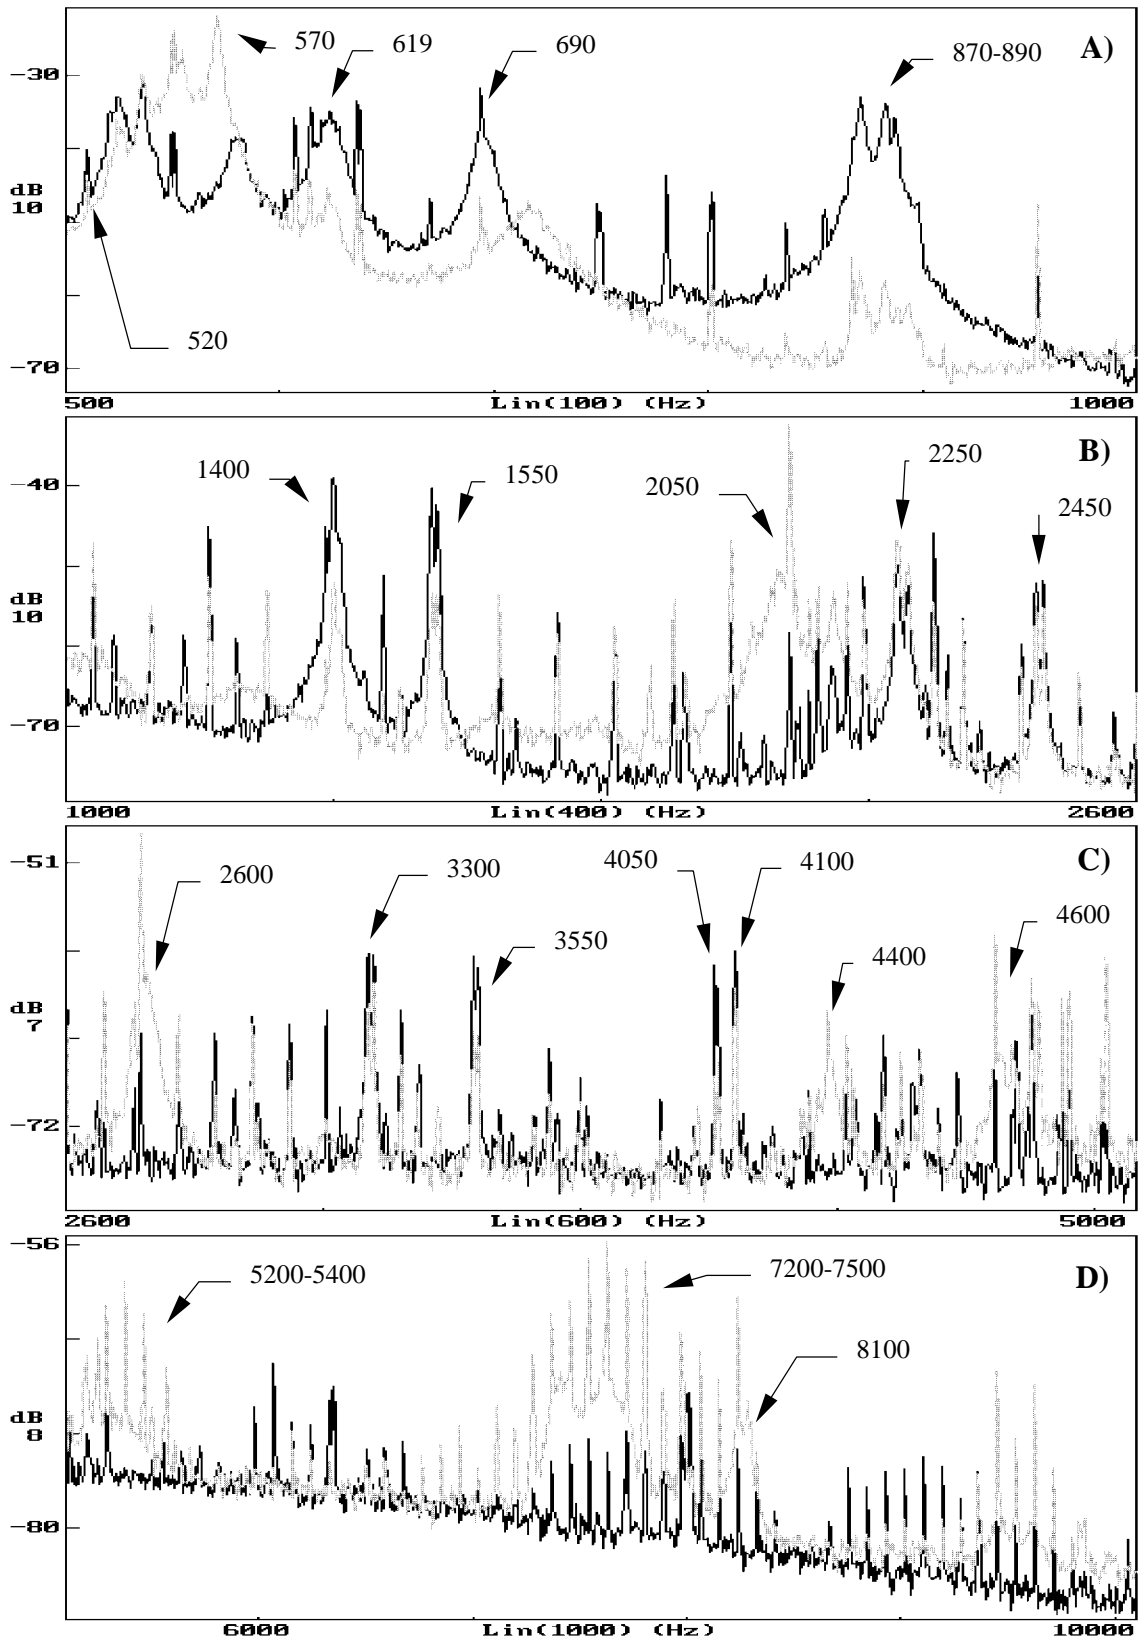 570
619
690
870-890
A)
-30
dB
10
520
-70
500 Lin(100) (Hz) 1000
1400
1550
2050
2250
2450
B)
-40
dB
10
-70
1000 Lin(400) (Hz) 2600
2600
3300
3550
4050
4100
4400
4600
C)
-51
dB
7
-72
2600 Lin(600) (Hz) 5000
-56
5200-5400
7200-7500
8100
D)
dB
8
-80
6000 Lin(1000) (Hz) 10000